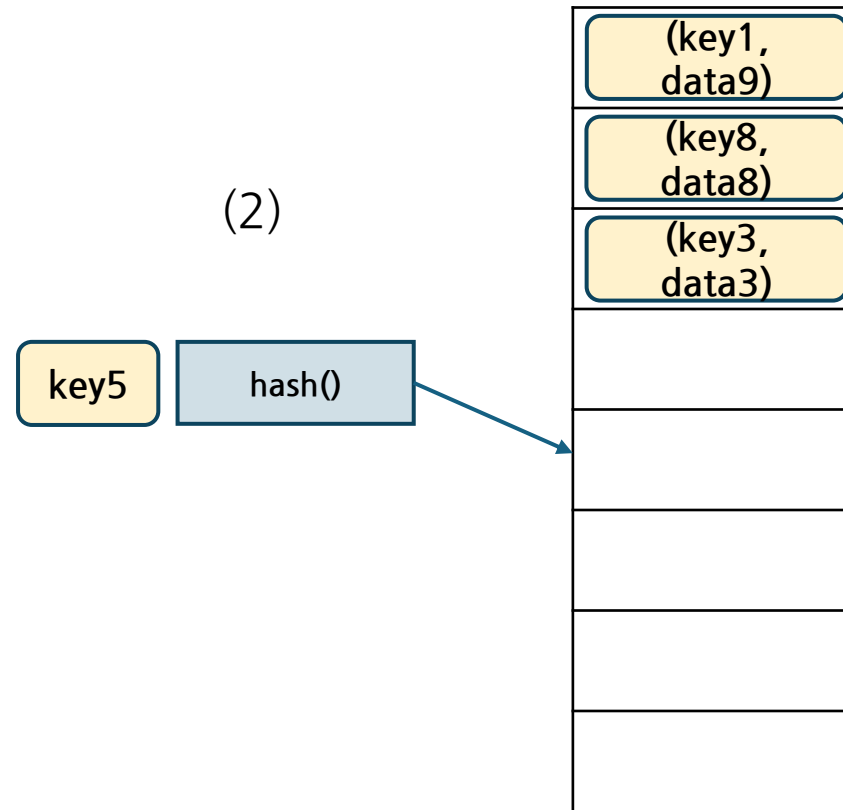 (key1,
data9)
(key8,
data8)
(2)
(key3,
data3)
key5
hash()